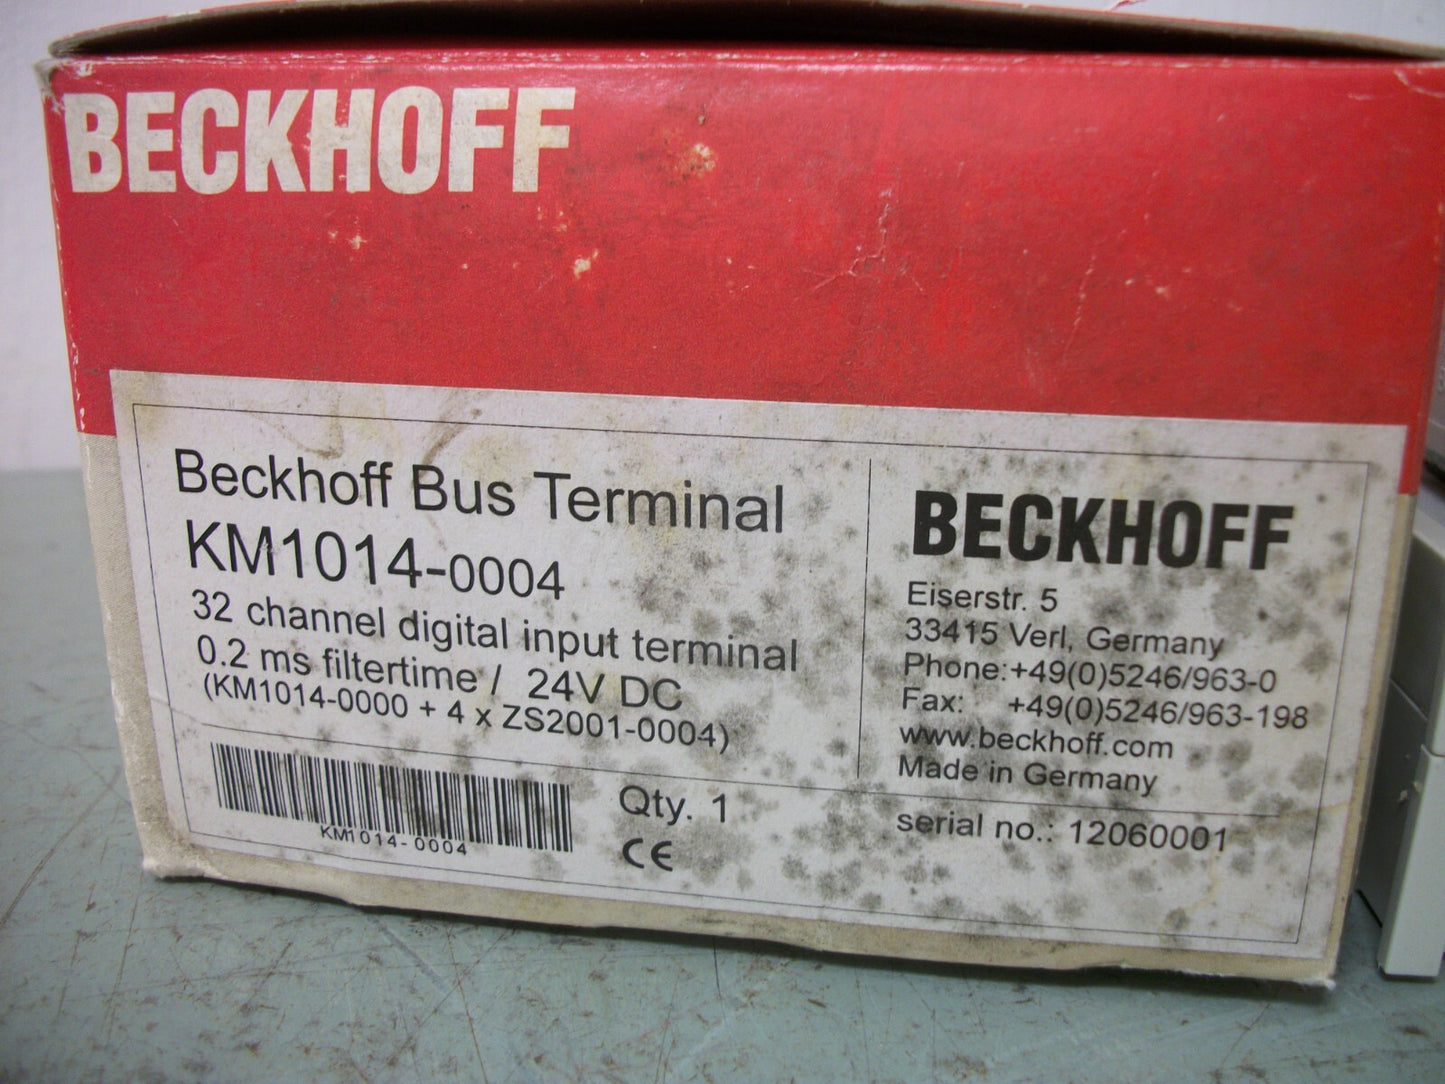 BECKHOFF
Beckhoff Bus Terminal
KM1014-0004
32 channel digital input terminal
0.2 ms filtertime / 24V DC
(KM1014-0000 + 4 x ZS2001-0004)
KM1014-0004
Qty. 1
CE
BECKHOFF
Eiserstr. 5
33415 Verl, Germany
Phone:+49(0)5246/963-0
Fax: +49(0)5246/963-198
www.beckhoff.com
Made in Germany
serial no.: 12060001